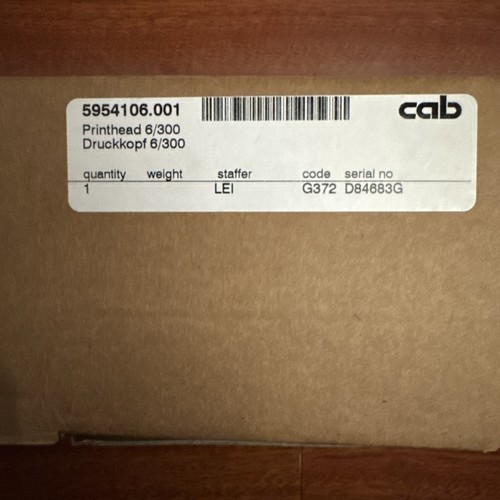 5954106.001 cab
Printhead 6/300
Druckkopf 6/300
quantity weight staffer code serial no
1 LEI G372 D84683G